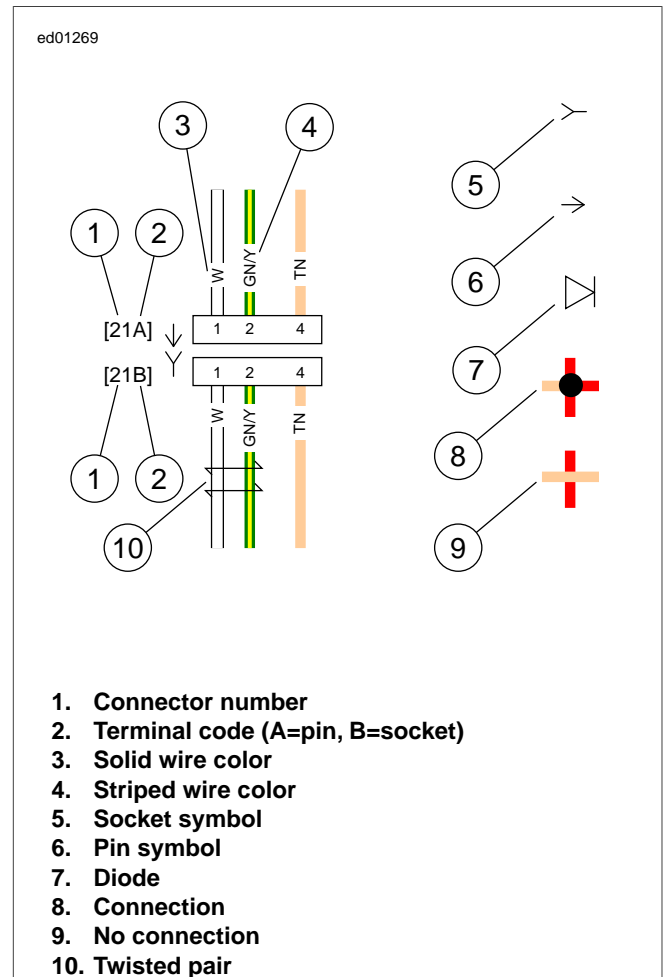 ed01269
3 4
5
1 2
W GN/Y TN
6
[21A] 1 2 4
[21B] 1 2 4
7
W GN/Y TN
8
1 2
10
9
1. Connector number
2. Terminal code (A=pin, B=socket)
3. Solid wire color
4. Striped wire color
5. Socket symbol
6. Pin symbol
7. Diode
8. Connection
9. No connection
10. Twisted pair